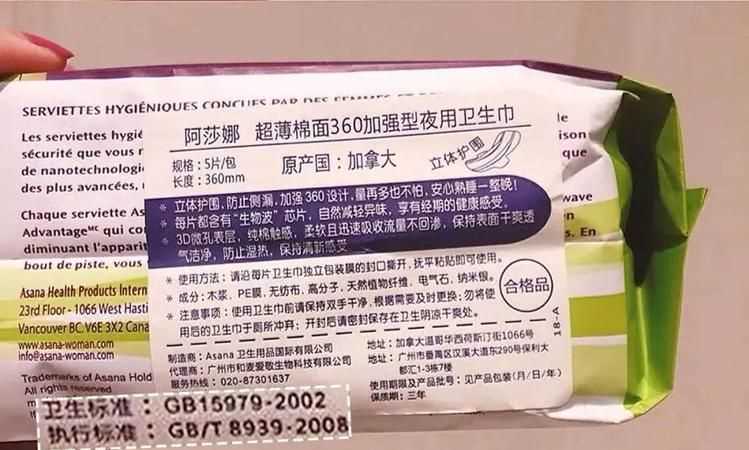 SERVIETTES HYGIÉNIQUES CONÇUES PAR DES FEMMES
Les serviettes hygié
sécurité que vous n
de nanotechnologi
des plus avancées,
Chaque serviette As
Advantageᴹᶜ qui con
diminuant l'apparit
bout de piste, vous
Asana Health Products Intern
23rd Floor - 1066 West Hasti
Vancouver BC. V6E 3X2 Cana
www.asana-woman.com
info@asana-woman.com
Trademarks of Asana Hold
All rights reserved
le
ison
que
wave
en
s. En
阿莎娜 超薄棉面360加强型夜用卫生巾
规格：5片/包
长度：360mm
原产国：加拿大
立体护围
* 立体护围，防止侧漏，加强360设计，量再多也不怕，安心熟睡一整晚！
* 每片都含有“生物波”芯片，自然减轻异味，享有经期的健康感受。
* 3D微孔表层，纯棉触感，柔软且迅速吸收流量不回渗，保持表面干爽透
气洁净，防止湿热，保持清新感受
* 使用方法：请沿每片卫生巾独立包装膜的封口撕开，抚平粘贴即可使用。
* 成分：木浆、PE膜、无纺布、高分子、天然植物纤维、电气石、纳米银。
* 注意事项：使用卫生巾前请保持双手干净，根据需要及时更换；勿将使
用后的卫生巾于厕所冲弃；开封后请密封保存在卫生阴凉干爽处。
合格品
18-A
制造商：Asana 卫生用品国际有限公司
代理商：广州市和麦爱敬生物科技有限公司
服务热线：020-87301637
地址：加拿大温哥华西荷斯汀街1066号
地址：广州市番禺区汉溪大道东290号保利大
都汇1-3栋7楼
使用期限及产品批号：见产品包装(月/日/年)
保质期：三年
卫生标准：GB15979-2002
执行标准：GB/T 8939-2008